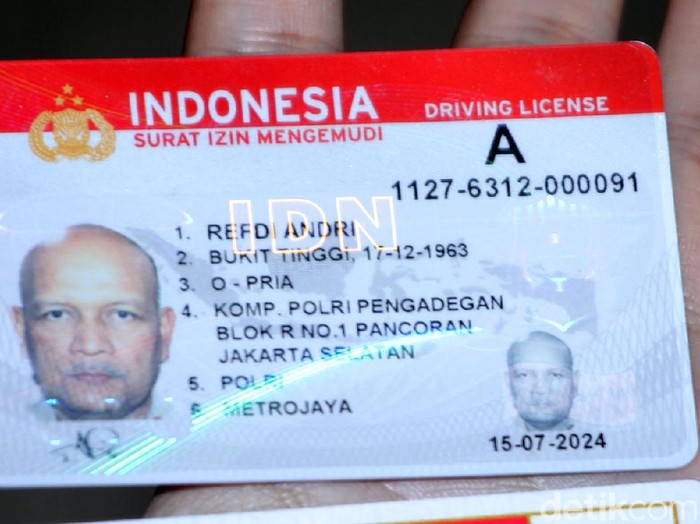 INDONESIA
SURAT IZIN MENGEMUDI
DRIVING LICENSE
A
1127-6312-000091
IDN
1. REFDI ANDRI
2. BUKIT TINGGI, 17-12-1963
3. O - PRIA
4. KOMP. POLRI PENGADEGAN
BLOK R NO.1 PANCORAN
JAKARTA SELATAN
5. POLRI
6. METROJAYA
15-07-2024
detikcom
detikcom